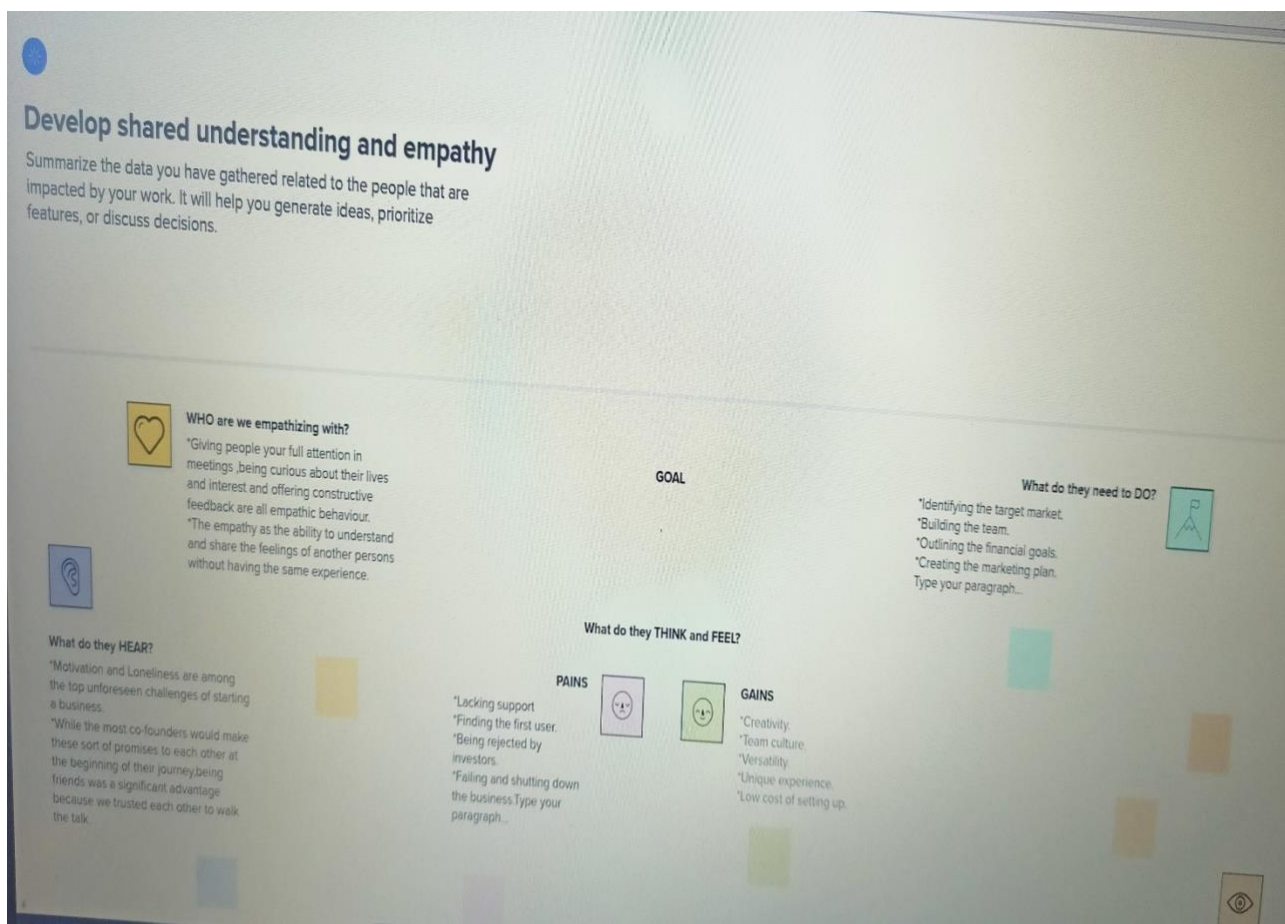 Develop shared understanding and empathy
Summarize the data you have gathered related to the people that are
impacted by your work. It will help you generate ideas, prioritize
features, or discuss decisions.
WHO are we empathizing with?
*Giving people your full attention in
meetings ,being curious about their lives
and interest and offering constructive
feedback are all empathic behaviour.
*The empathy as the ability to understand
and share the feelings of another persons
without having the same experience.
GOAL
What do they need to DO?
*Identifying the target market.
*Building the team.
*Outlining the financial goals.
*Creating the marketing plan.
Type your paragraph...
What do they HEAR?
*Motivation and Loneliness are among
the top unforeseen challenges of starting
a business.
*While the most co-founders would make
these sort of promises to each other at
the beginning of their journey,being
friends was a significant advantage
because we trusted each other to walk
the talk.
What do they THINK and FEEL?
PAINS
*Lacking support
*Finding the first user.
*Being rejected by
investors.
*Failing and shutting down
the business.Type your
paragraph...
GAINS
*Creativity.
*Team culture.
*Versatility.
*Unique experience.
*Low cost of setting up.